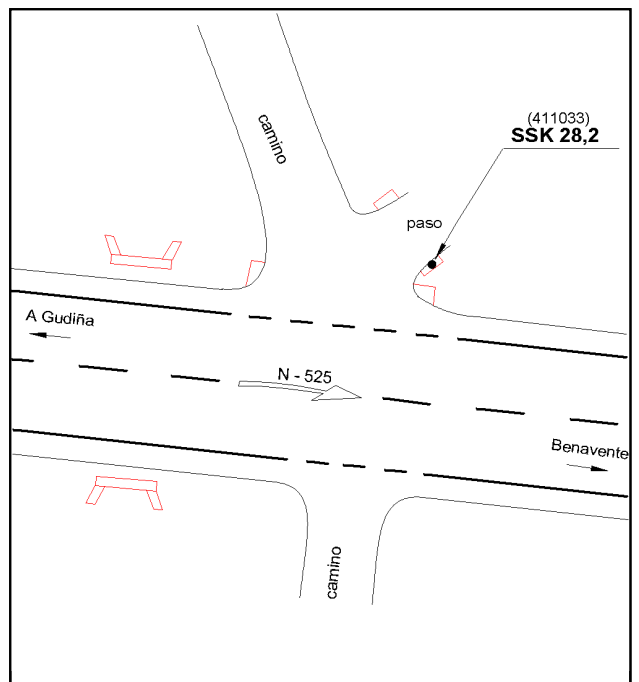 camino
(411033)
SSK 28,2
paso
A Gudiña
N - 525
Benavente
camino